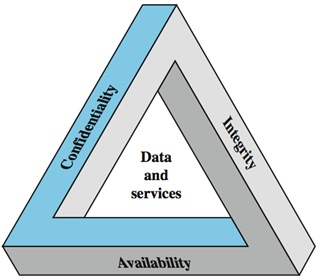 Confidentiality
Integrity
Data
and
services
Availability